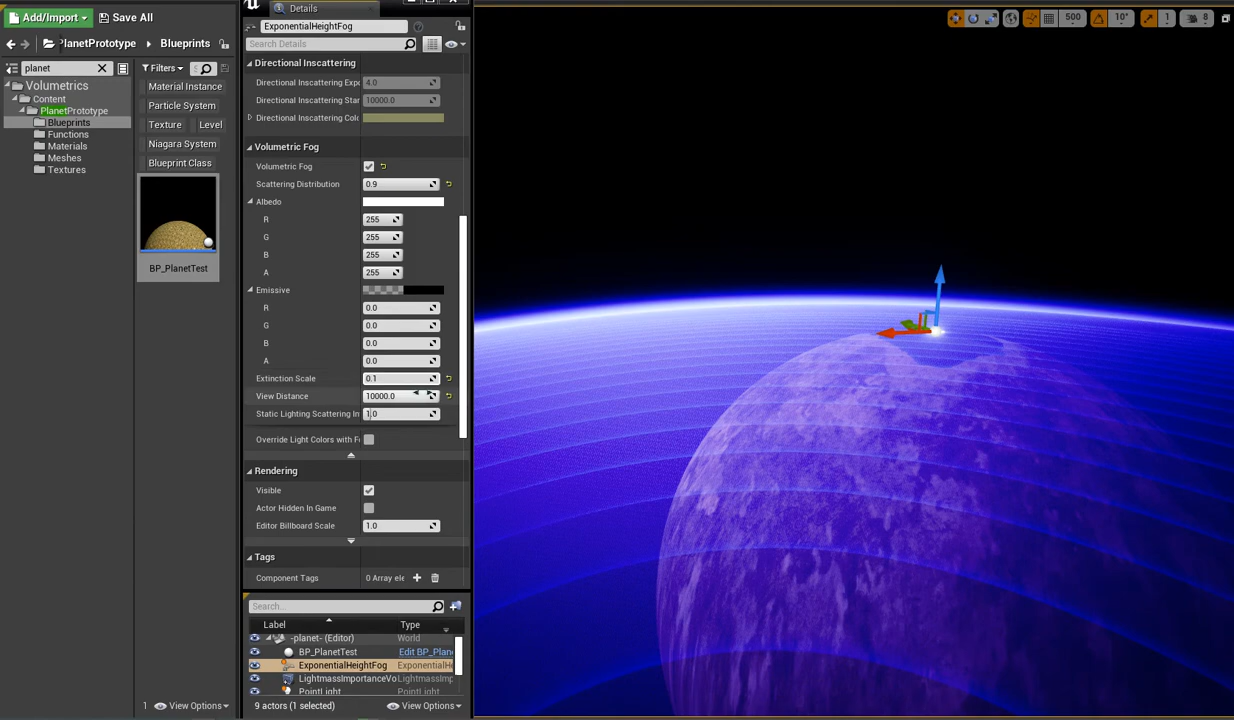 Add/Import
Save All
PlanetPrototype
Blueprints
planet
Filters
Volumetrics
Content
PlanetPrototype
Blueprints
Functions
Materials
Meshes
Textures
Material Instance
Particle System
Texture
Level
Niagara System
Blueprint Class
BP_PlanetTest
1
View Options
Details
ExponentialHeightFog
Search Details
Directional Inscattering
Directional Inscattering Expo
4.0
Directional Inscattering Star
10000.0
Directional Inscattering Colo
Volumetric Fog
Volumetric Fog
Scattering Distribution
0.9
Albedo
R
255
G
255
B
255
A
255
Emissive
R
0.0
G
0.0
B
0.0
A
0.0
Extinction Scale
0.1
View Distance
10000.0
Static Lighting Scattering In
1.0
Override Light Colors with F
Rendering
Visible
Actor Hidden In Game
Editor Billboard Scale
1.0
Tags
Component Tags
0 Array ele
Search...
Label
Type
-planet- (Editor)
World
BP_PlanetTest
Edit BP_Plan
ExponentialHeightFog
ExponentialHe
LightmassImportanceVo
LightmassImp
PointLight
PointLight
9 actors (1 selected)
View Options
500
10°
1
8